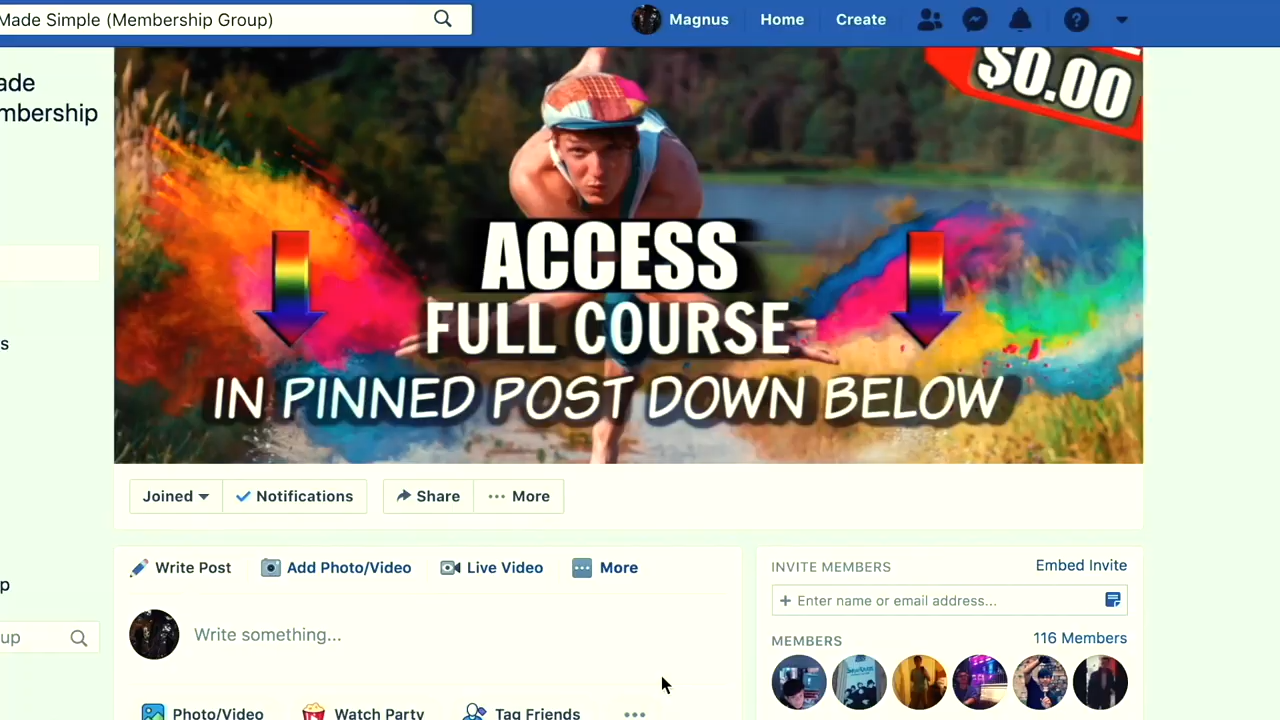 Made Simple (Membership Group)
Magnus
Home
Create
ade
mbership
$0.00
ACCESS
FULL COURSE
IN PINNED POST DOWN BELOW
s
Joined
Notifications
Share
More
Write Post
Add Photo/Video
Live Video
More
INVITE MEMBERS
Embed Invite
+ Enter name or email address...
p
up
Write something...
MEMBERS
116 Members
Photo/Video
Watch Party
Tag Friends